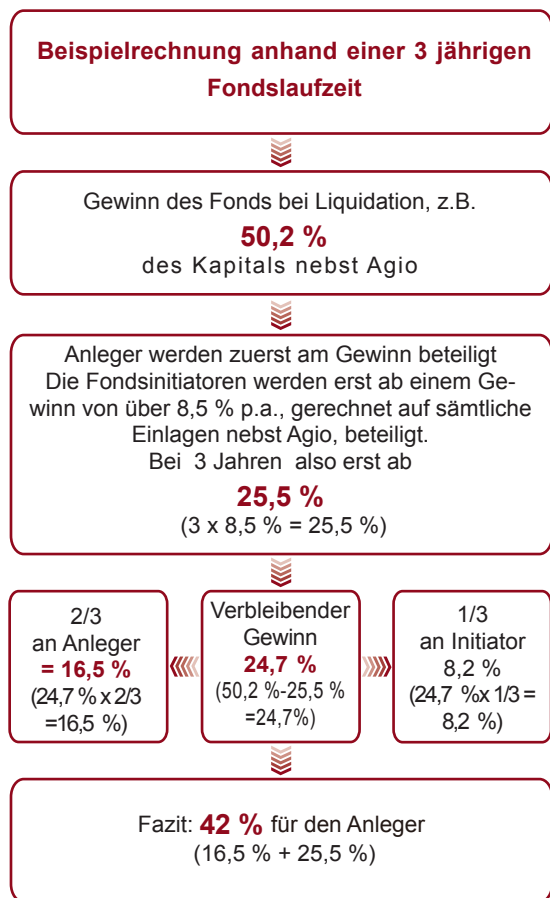 Beispielrechnung anhand einer 3 jährigen
Fondslaufzeit
Gewinn des Fonds bei Liquidation, z.B.
50,2 %
des Kapitals nebst Agio
Anleger werden zuerst am Gewinn beteiligt
Die Fondsinitiatoren werden erst ab einem Ge-
winn von über 8,5 % p.a., gerechnet auf sämtliche
Einlagen nebst Agio, beteiligt.
Bei 3 Jahren also erst ab
25,5 %
(3 x 8,5 % = 25,5 %)
2/3
an Anleger
= 16,5 %
(24,7 % x 2/3
=16,5 %)
Verbleibender
Gewinn
24,7 %
(50,2 %-25,5 %
=24,7%)
1/3
an Initiator
8,2 %
(24,7 %x 1/3 =
8,2 %)
Fazit: 42 % für den Anleger
(16,5 % + 25,5 %)